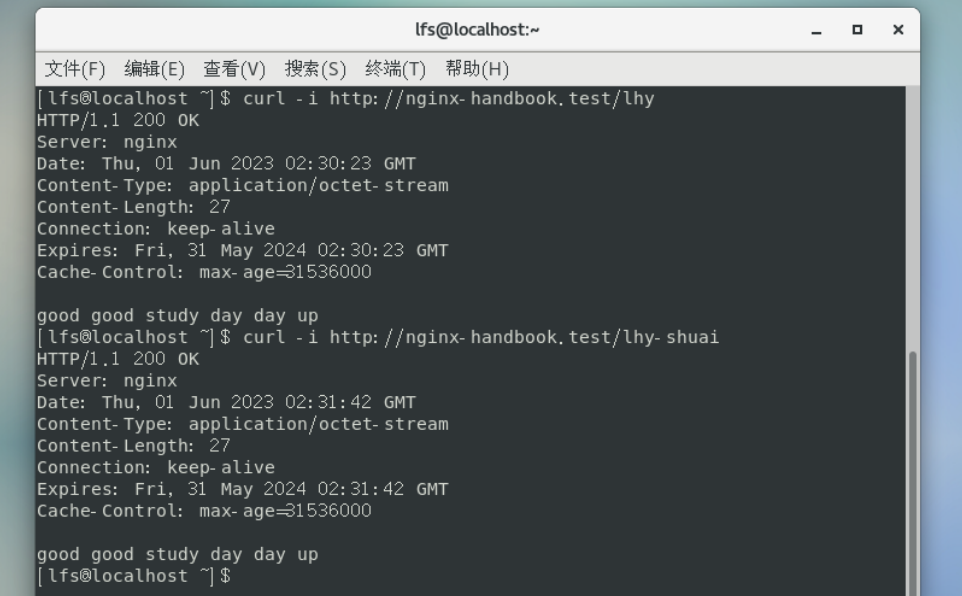 lfs@localhost:~
文件(F) 编辑(E) 查看(V) 搜索(S) 终端(T) 帮助(H)
[lfs@localhost ~]$ curl -i http://nginx-handbook.test/lhy
HTTP/1.1 200 OK
Server: nginx
Date: Thu, 01 Jun 2023 02:30:23 GMT
Content-Type: application/octet-stream
Content-Length: 27
Connection: keep-alive
Expires: Fri, 31 May 2024 02:30:23 GMT
Cache-Control: max-age=31536000
good good study day day up
[lfs@localhost ~]$ curl -i http://nginx-handbook.test/lhy-shuai
HTTP/1.1 200 OK
Server: nginx
Date: Thu, 01 Jun 2023 02:31:42 GMT
Content-Type: application/octet-stream
Content-Length: 27
Connection: keep-alive
Expires: Fri, 31 May 2024 02:31:42 GMT
Cache-Control: max-age=31536000
good good study day day up
[lfs@localhost ~]$